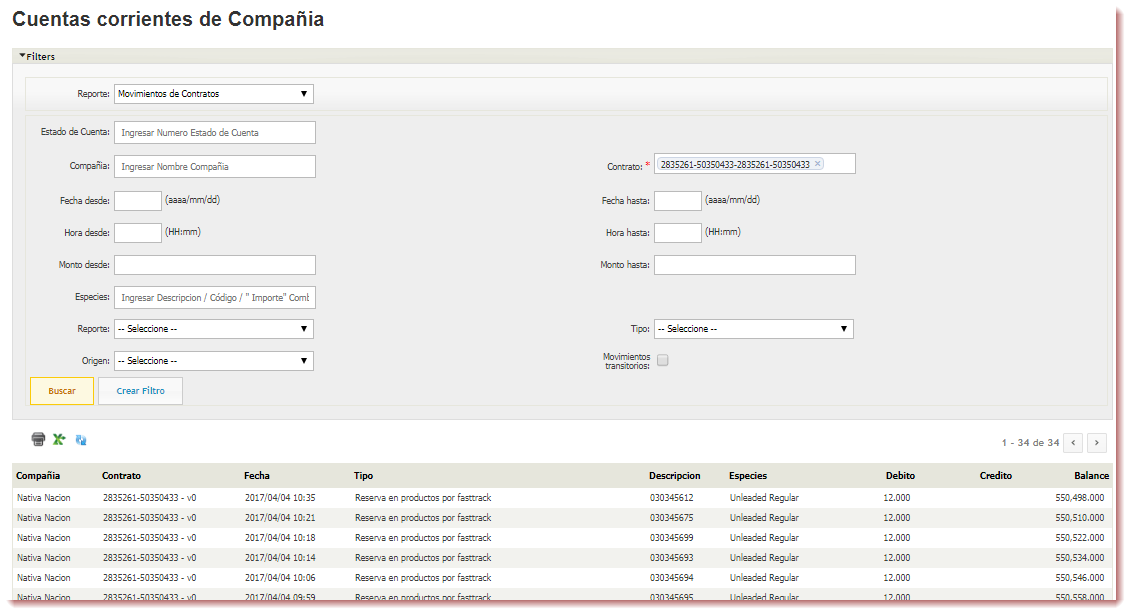 Cuentas corrientes de Compañia
Filters
Reporte: Movimientos de Contratos
Estado de Cuenta: Ingresar Numero Estado de Cuenta
Compañia: Ingresar Nombre Compañia Contrato: * 2835261-50350433-2835261-50350433 ×
Fecha desde: (aaaa/mm/dd) Fecha hasta: (aaaa/mm/dd)
Hora desde: (HH:mm) Hora hasta: (HH:mm)
Monto desde: Monto hasta:
Especies: Ingresar Descripcion / Código / " Importe" Comb
Reporte: -- Seleccione -- Tipo: -- Seleccione --
Origen: -- Seleccione -- Movimientos transitorios:
Buscar Crear Filtro
1 - 34 de 34 ‹ ›
Compañia Contrato Fecha Tipo Descripcion Especies Debito Credito Balance
Nativa Nacion 2835261-50350433 - v0 2017/04/04 10:35 Reserva en productos por fasttrack 030345612 Unleaded Regular 12.000 550,498.000
Nativa Nacion 2835261-50350433 - v0 2017/04/04 10:21 Reserva en productos por fasttrack 030345675 Unleaded Regular 12.000 550,510.000
Nativa Nacion 2835261-50350433 - v0 2017/04/04 10:18 Reserva en productos por fasttrack 030345699 Unleaded Regular 12.000 550,522.000
Nativa Nacion 2835261-50350433 - v0 2017/04/04 10:14 Reserva en productos por fasttrack 030345693 Unleaded Regular 12.000 550,534.000
Nativa Nacion 2835261-50350433 - v0 2017/04/04 10:06 Reserva en productos por fasttrack 030345694 Unleaded Regular 12.000 550,546.000
Nativa Nacion 2835261-50350433 - v0 2017/04/04 09:59 Reserva en productos por fasttrack 030345695 Unleaded Regular 12.000 550,558.000